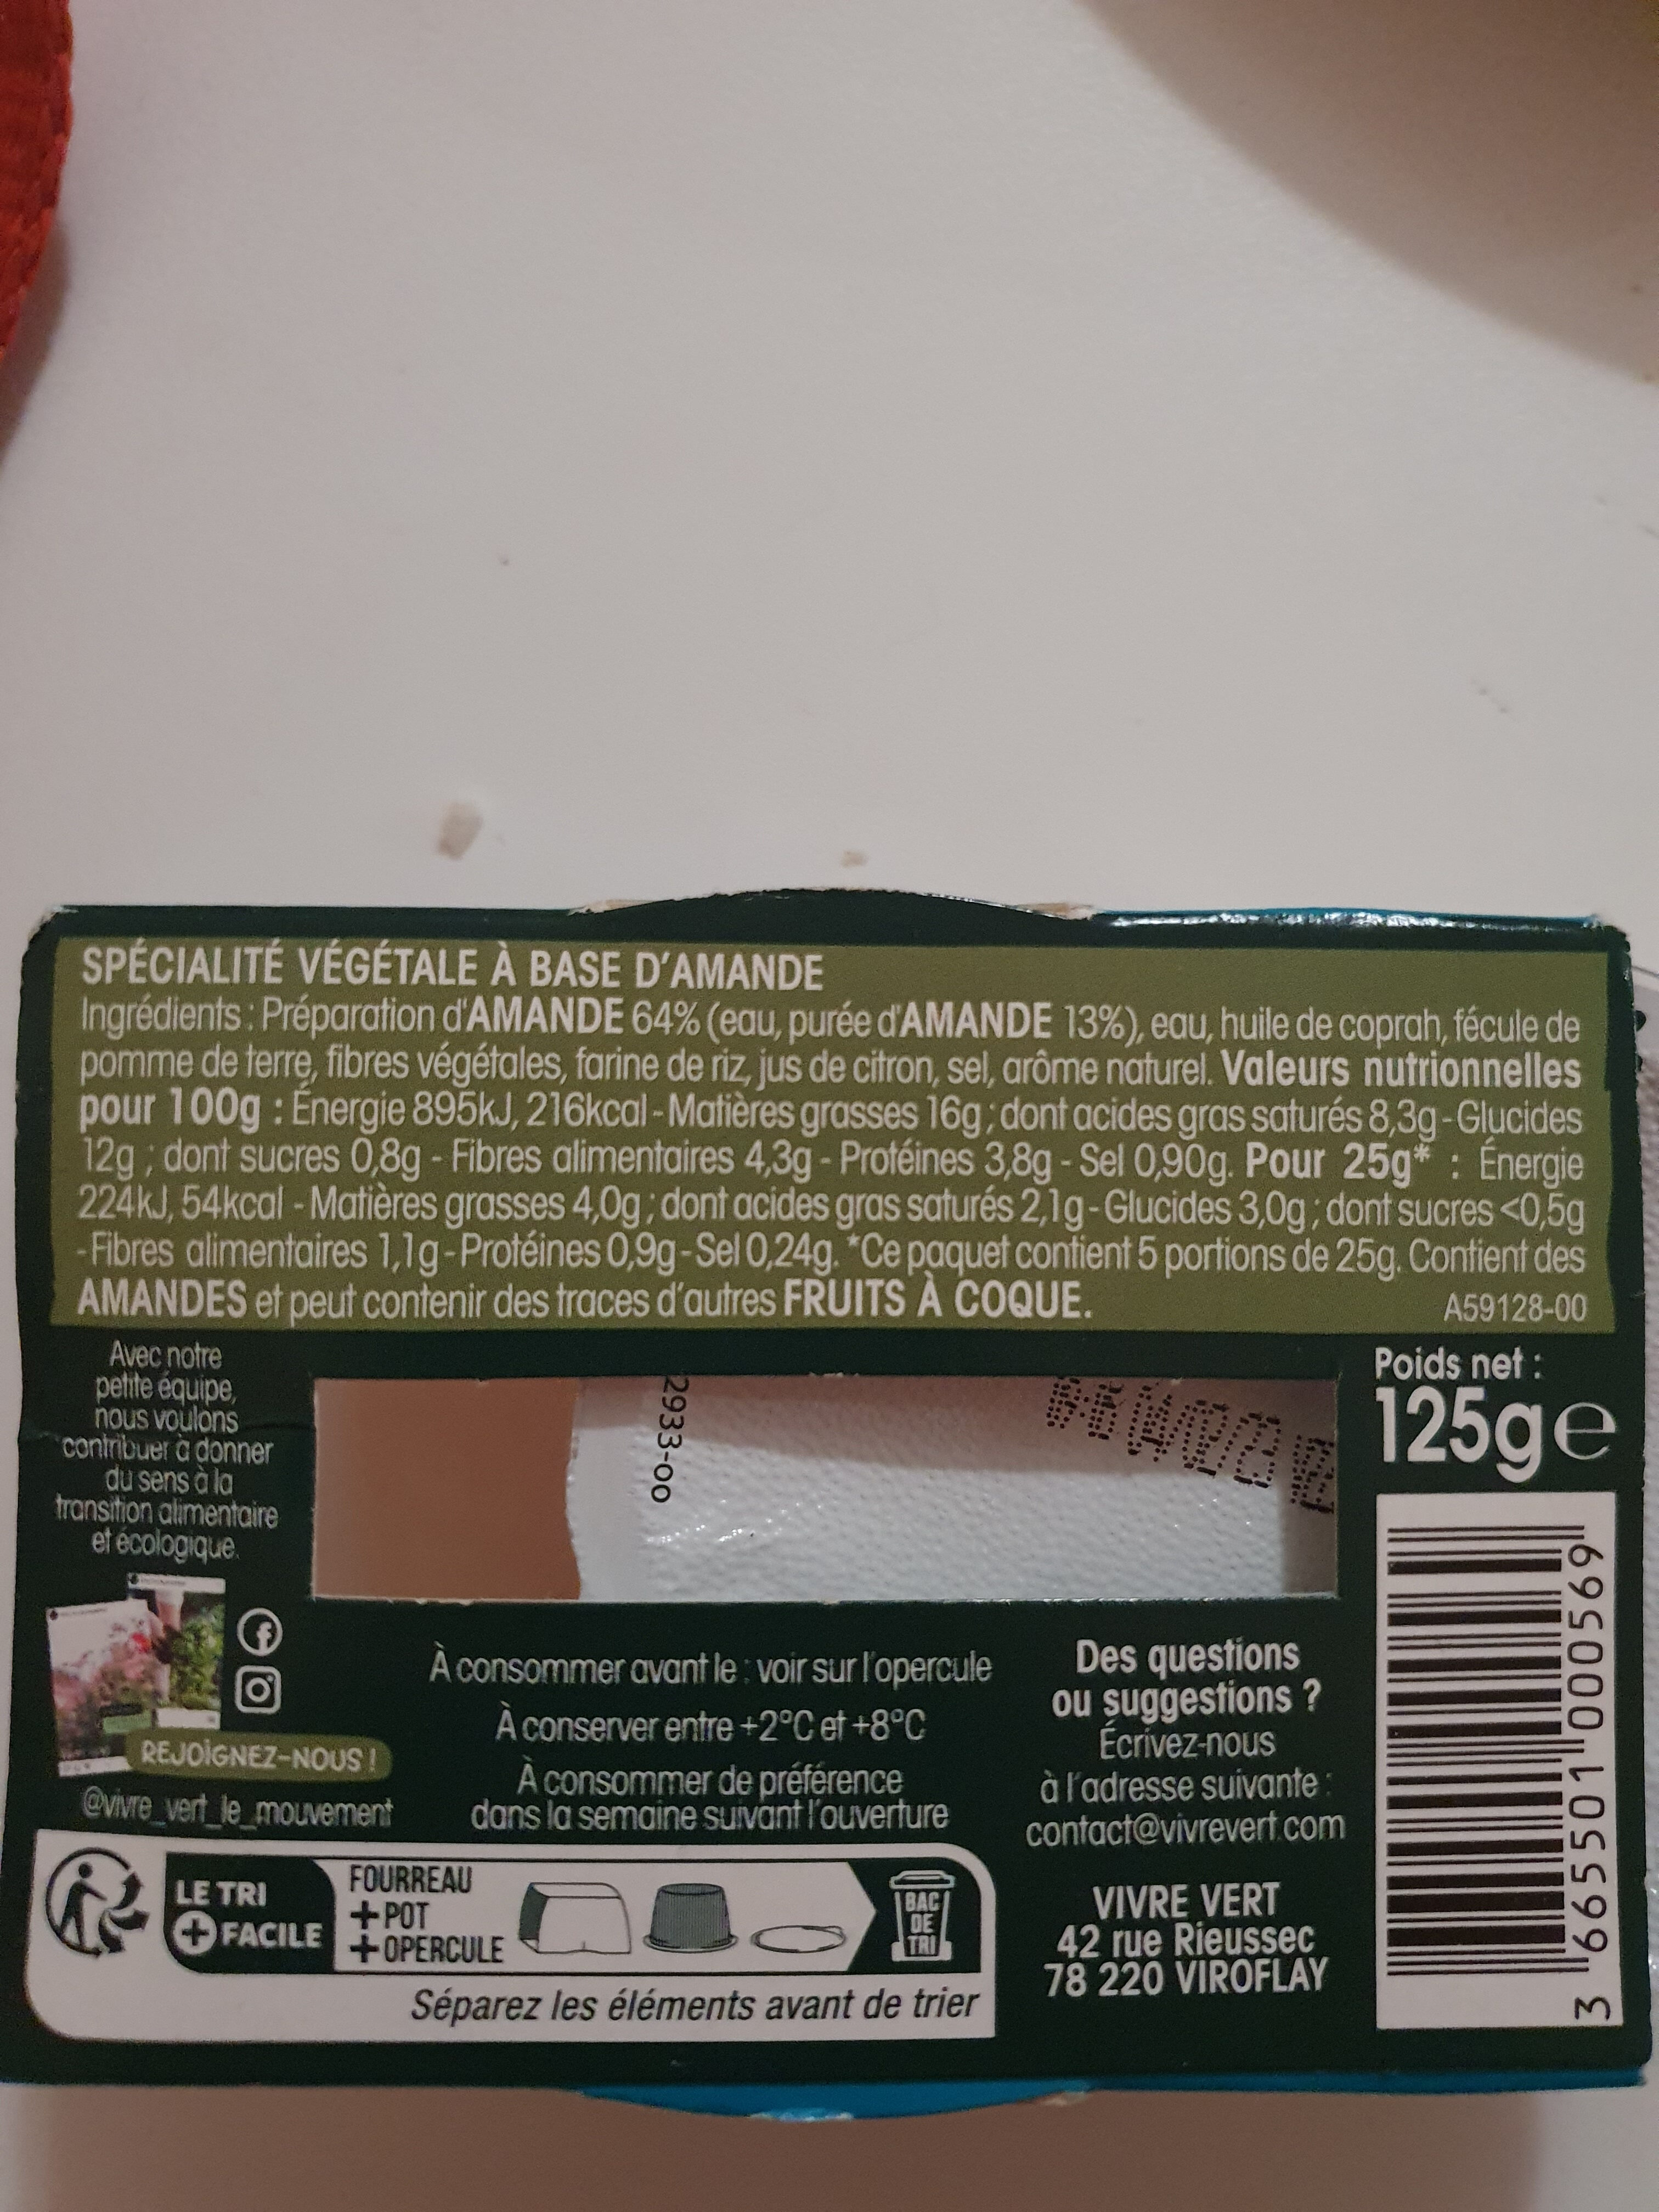 SPÉCIALITÉ VÉGÉTALE À BASE D'AMANDE
Ingrédients : Préparation d'AMANDE 64% (eau, purée d'AMANDE 13%), eau, huile de coprah, fécule de
pomme de terre, fibres végétales, farine de riz, jus de citron, sel, arôme naturel. Valeurs nutrionnelles
pour 100g : Énergie 895kJ, 216kcal - Matières grasses 16g ; dont acides gras saturés 8,3g - Glucides
12g ; dont sucres 0,8g - Fibres alimentaires 4,3g - Protéines 3,8g - Sel 0,90g. Pour 25g* : Énergie
224kJ, 54kcal - Matières grasses 4,0g ; dont acides gras saturés 2,1g - Glucides 3,0g ; dont sucres <0,5g
- Fibres alimentaires 1,1g - Protéines 0,9g - Sel 0,24g. *Ce paquet contient 5 portions de 25g. Contient des
AMANDES et peut contenir des traces d'autres FRUITS À COQUE.
A59128-00
Avec notre
petite équipe,
nous voulons
contribuer à donner
du sens à la
transition alimentaire
et écologique.
REJOiGNEZ-NOUS !
@vivre_vert_le_mouvement
2933-00
Poids net :
125g e
À consommer avant le : voir sur l'opercule
À conserver entre +2°C et +8°C
À consommer de préférence
dans la semaine suivant l'ouverture
Des questions
ou suggestions ?
Écrivez-nous
à l'adresse suivante :
contact@vivrevert.com
VIVRE VERT
42 rue Rieussec
78 220 VIROFLAY
3 665501 000569
LE TRI
+ FACILE
FOURREAU
+ POT
+ OPERCULE
BAC
DE
TRI
Séparez les éléments avant de trier